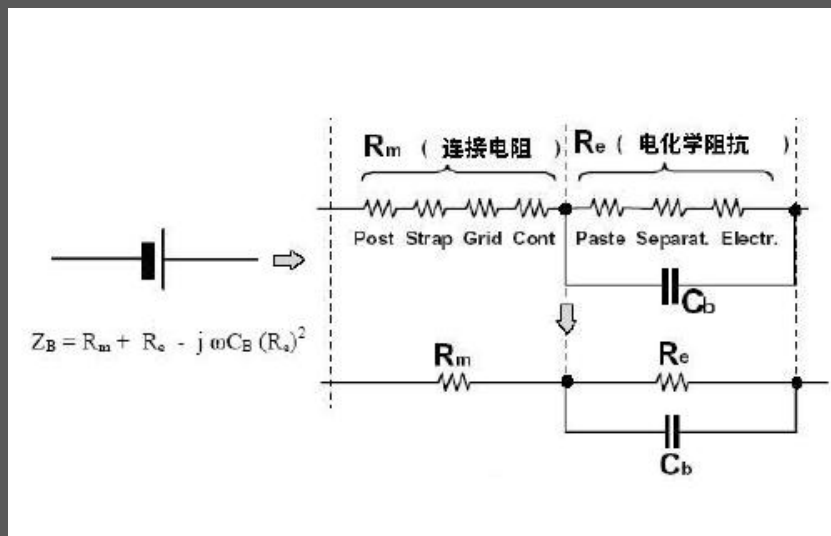 Rm ( 连接电阻 ) Re ( 电化学阻抗 )
Post Strap Grid Cont Paste Separat. Electr.
Cb
ZB = Rm + Re - j ωCB (Re)²
Rm Re
Cb